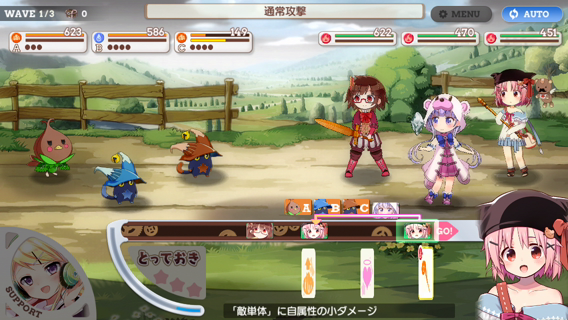 WAVE 1/3 0
通常攻撃
MENU
AUTO
623
586
149
622
470
451
A
B
C
A B C
GO!
とっておき
SUPPORT
「敵単体」に自属性の小ダメージ